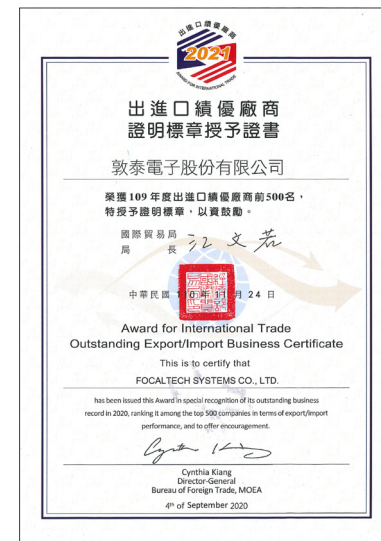 出進口績優廠商
2021
AWARD FOR INTERNATIONAL TRADE
出進口績優廠商
證明標章授予證書
敦泰電子股份有限公司
榮獲109年度出進口績優廠商前500名，
特授予證明標章，以資鼓勵。
國際貿易局
局 長 江文若
中華民國 110 年 11 月 24 日
Award for International Trade
Outstanding Export/Import Business Certificate
This is to certify that
FOCALTECH SYSTEMS CO., LTD.
has been issued this Award in special recognition of its outstanding business
record in 2020, ranking it among the top 500 companies in terms of export/import
performance, and to offer encouragement.
Cynthia Kiang
Director-General
Bureau of Foreign Trade, MOEA
4th of September 2020